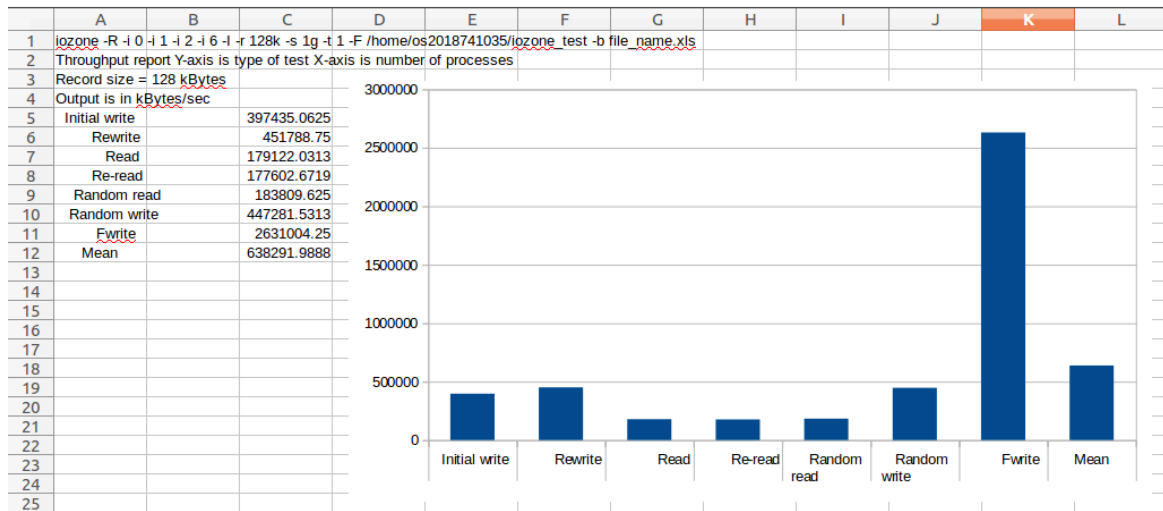 A B C D E F G H I J K L
1 iozone -R -i 0 -i 1 -i 2 -i 6 -I -r 128k -s 1g -t 1 -F /home/os2018741035/iozone_test -b file_name.xls
2 Throughput report Y-axis is type of test X-axis is number of processes
3 Record size = 128 kBytes
4 Output is in kBytes/sec
5 Initial write 397435.0625
6 Rewrite 451788.75
7 Read 179122.0313
8 Re-read 177602.6719
9 Random read 183809.625
10 Random write 447281.5313
11 Fwrite 2631004.25
12 Mean 638291.9888
13
14
15
16
17
18
19
20
21
22
23
24
25
3000000
2500000
2000000
1500000
1000000
500000
0
Initial write Rewrite Read Re-read Random read Random write Fwrite Mean